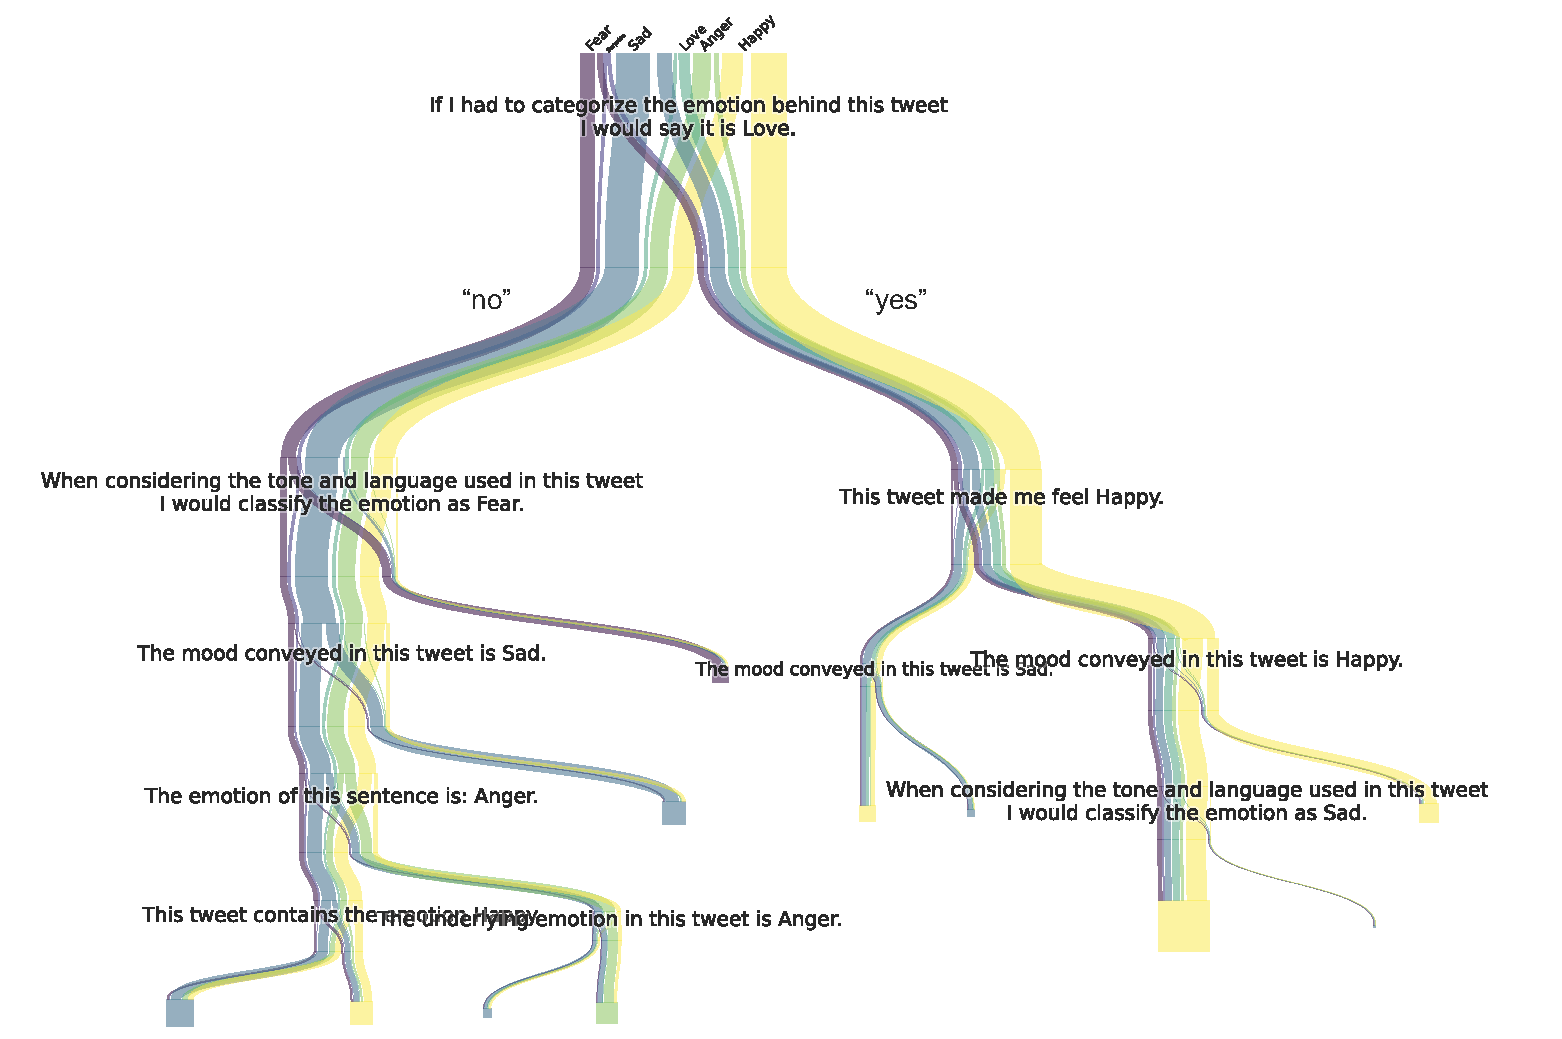 Fear
Sad
Love
Anger
Happy
If I had to categorize the emotion behind this tweet
I would say it is Love.
“no”
“yes”
When considering the tone and language used in this tweet
I would classify the emotion as Fear.
This tweet made me feel Happy.
The mood conveyed in this tweet is Sad.
The mood conveyed in this tweet is Sad.
The mood conveyed in this tweet is Happy.
The emotion of this sentence is: Anger.
When considering the tone and language used in this tweet
I would classify the emotion as Sad.
This tweet contains the emotion Happy.
The underlying emotion in this tweet is Anger.